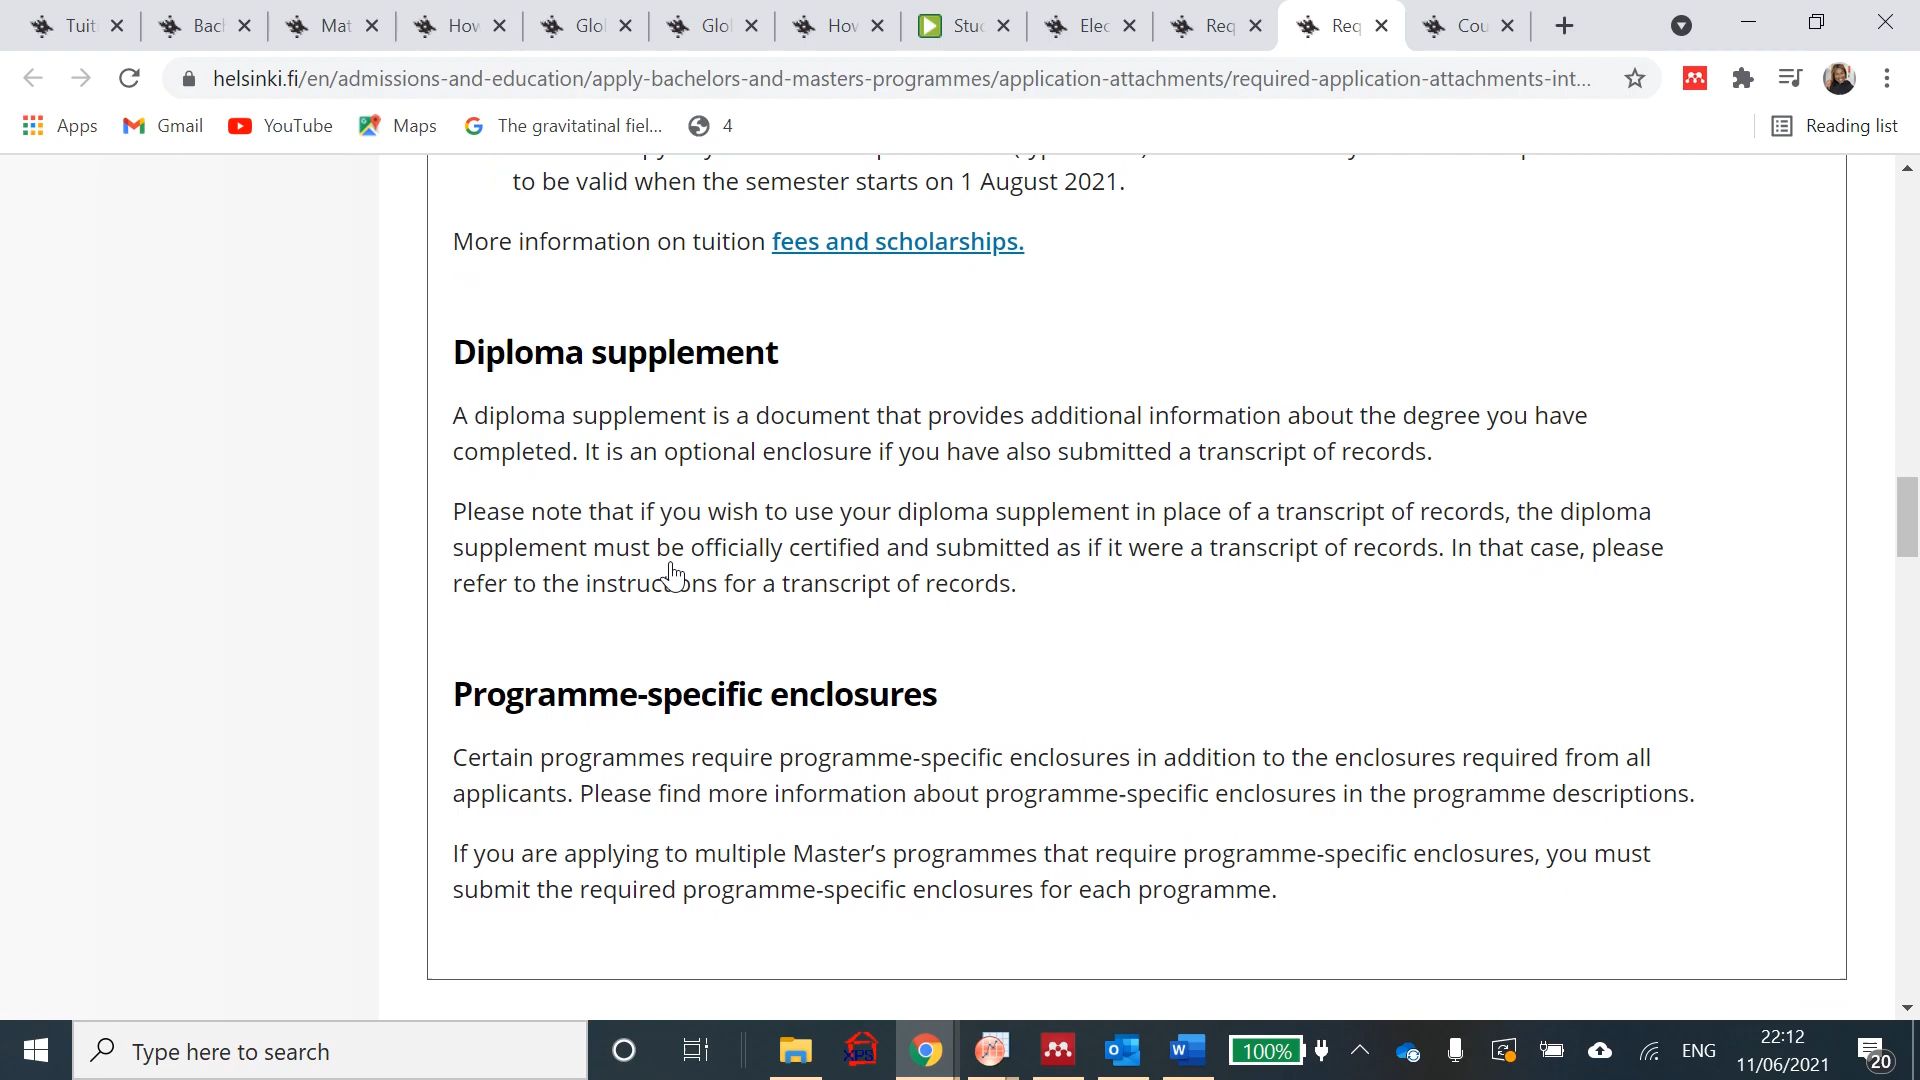 Tuit
Bach
Mat
How
Glo
Glo
How
Stud
Elec
Req
Req
Cou
helsinki.fi/en/admissions-and-education/apply-bachelors-and-masters-programmes/application-attachments/required-application-attachments-int...
Apps
Gmail
YouTube
Maps
The gravitatinal fiel...
4
Reading list
to be valid when the semester starts on 1 August 2021.
More information on tuition fees and scholarships.
Diploma supplement
A diploma supplement is a document that provides additional information about the degree you have
completed. It is an optional enclosure if you have also submitted a transcript of records.
Please note that if you wish to use your diploma supplement in place of a transcript of records, the diploma
supplement must be officially certified and submitted as if it were a transcript of records. In that case, please
refer to the instructions for a transcript of records.
Programme-specific enclosures
Certain programmes require programme-specific enclosures in addition to the enclosures required from all
applicants. Please find more information about programme-specific enclosures in the programme descriptions.
If you are applying to multiple Master's programmes that require programme-specific enclosures, you must
submit the required programme-specific enclosures for each programme.
Type here to search
XPS
100%
ENG
22:12
11/06/2021
20